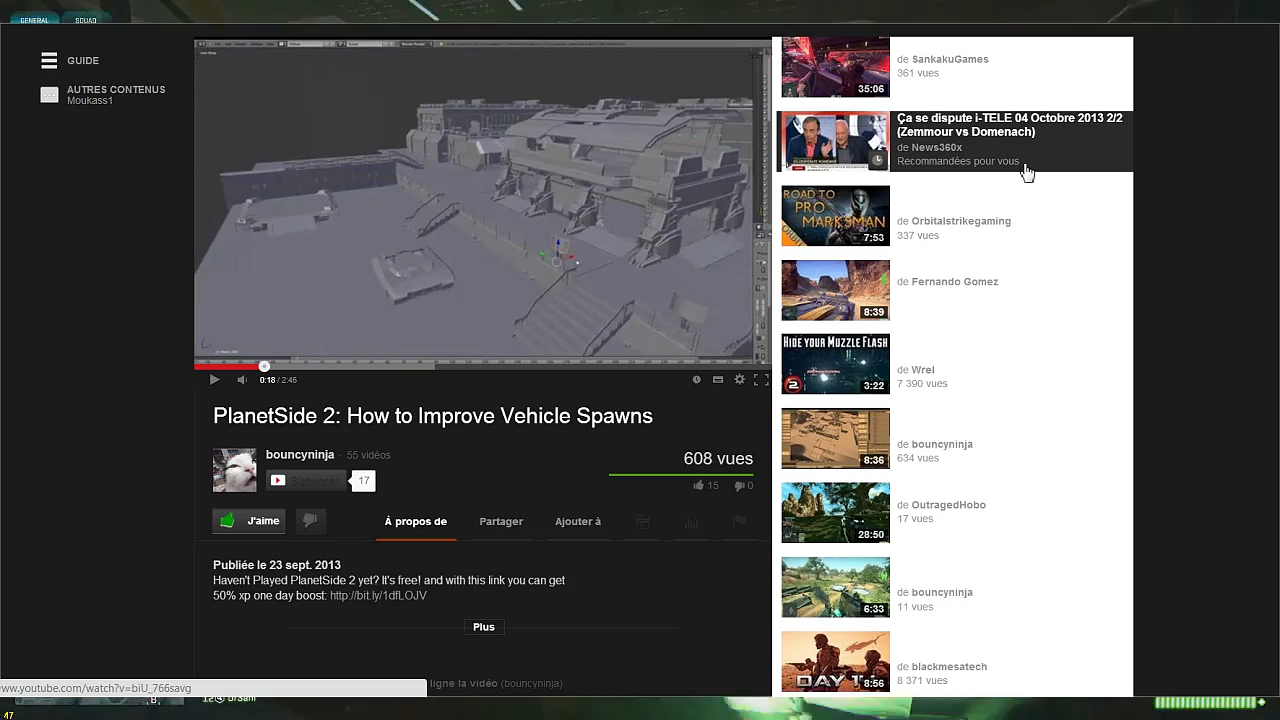 GENERAL SQUAD
GUIDE
AUTRES CONTENUS
Moukass1
0:18 / 2:45
PlanetSide 2: How to Improve Vehicle Spawns
bouncyninja · 55 vidéos
S'abonner
17
608 vues
15
0
J'aime
À propos de
Partager
Ajouter à
Publiée le 23 sept. 2013
Haven't Played PlanetSide 2 yet? It's free! and with this link you can get
50% xp one day boost: http://bit.ly/1dfLOJV
Plus
ligne la vidéo (bouncyninja)
ww.youtube.com/watch?v=biU_766savg
47
35:06
de SankakuGames
361 vues
Ça se dispute i-TELE 04 Octobre 2013 2/2
(Zemmour vs Domenach)
de News360x
Recommandées pour vous
ROAD TO
PRO
MARKSMAN
ORBIT
7:53
de Orbitalstrikegaming
337 vues
8:39
de Fernando Gomez
HIDE YOUR MUZZLE FLASH
2
3:22
de Wrel
7 390 vues
8:36
de bouncyninja
634 vues
28:50
de OutragedHobo
17 vues
6:33
de bouncyninja
11 vues
DAY 1
8:56
de blackmesatech
8 371 vues